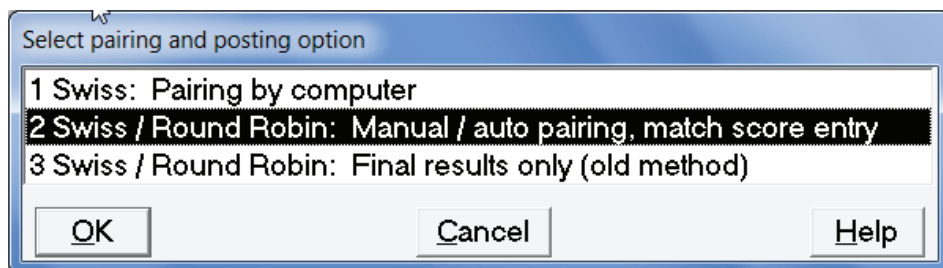 Select pairing and posting option
1 Swiss: Pairing by computer
2 Swiss / Round Robin: Manual / auto pairing, match score entry
3 Swiss / Round Robin: Final results only (old method)
OK Cancel Help